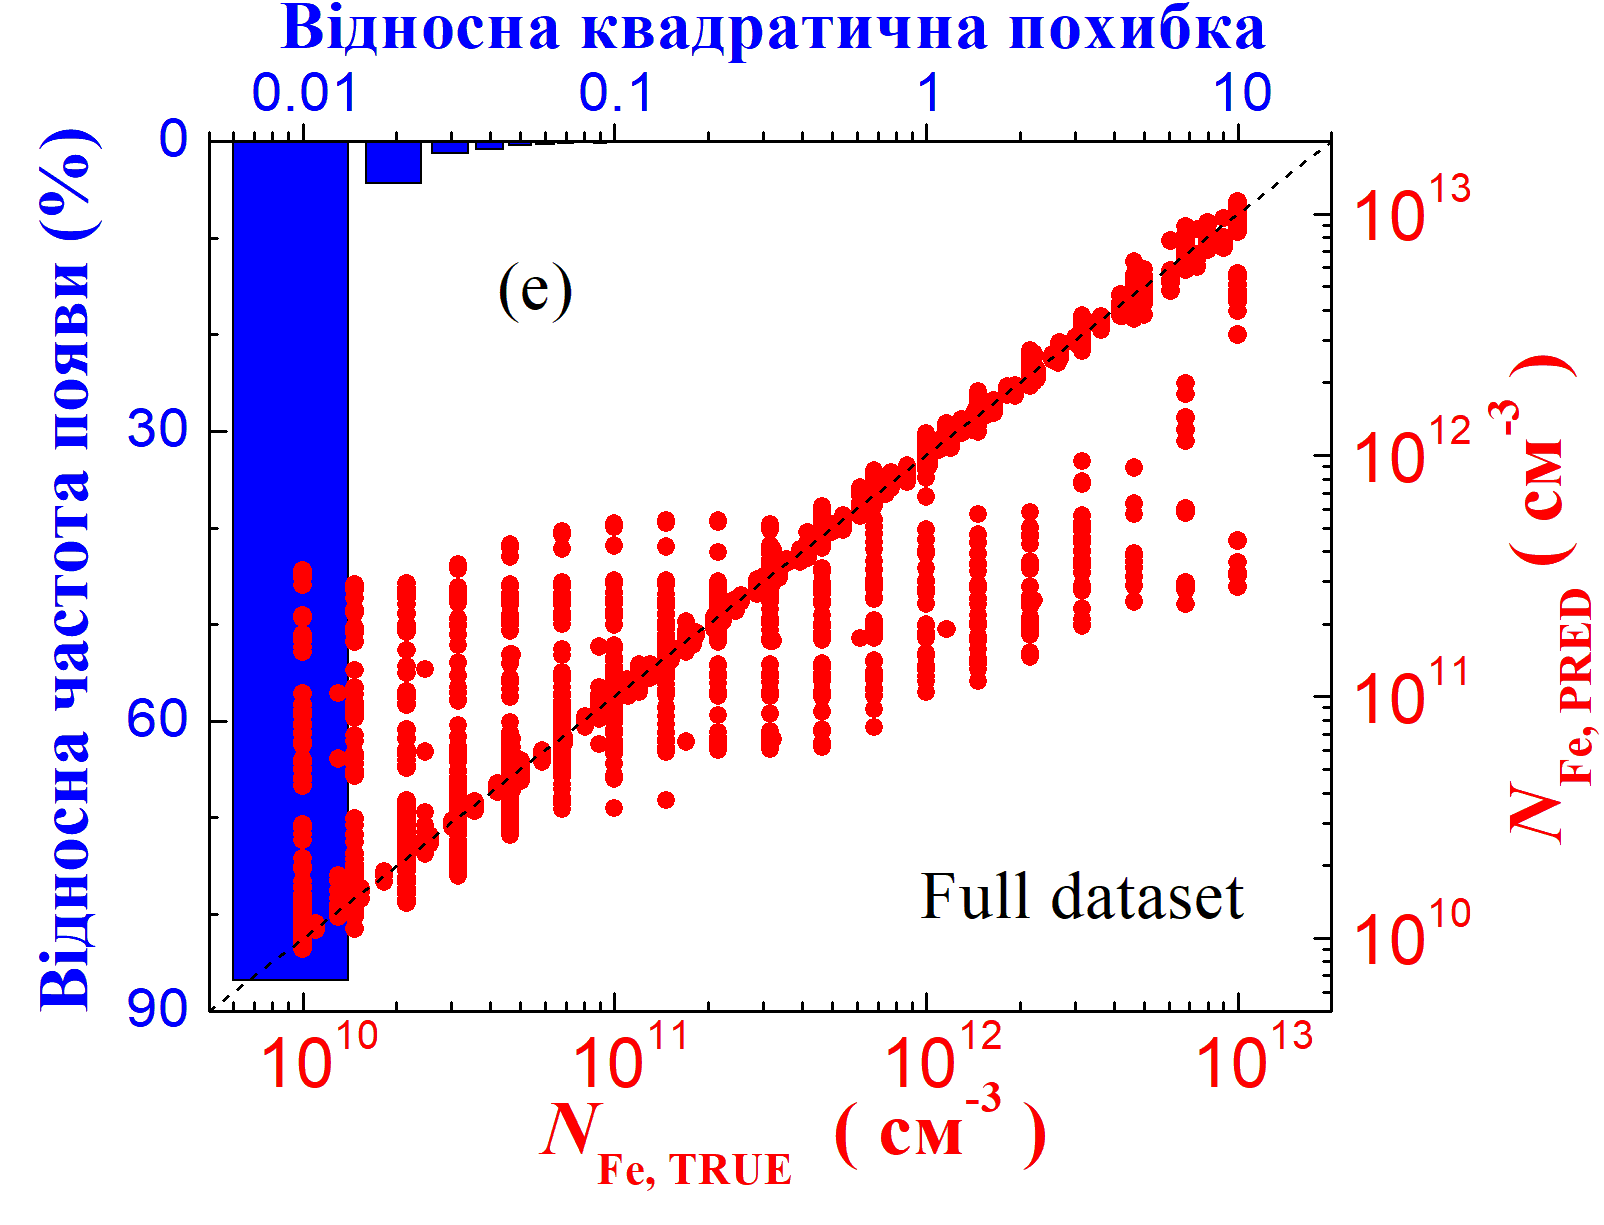 Відносна квадратична похибка
0.01 0.1 1 10
Відносна частота появи (%)
0
30
60
90
(e)
Full dataset
10^13
10^12
10^11
10^10
N Fe, PRED ( см^-3 )
10^10 10^11 10^12 10^13
N Fe, TRUE ( см^-3 )